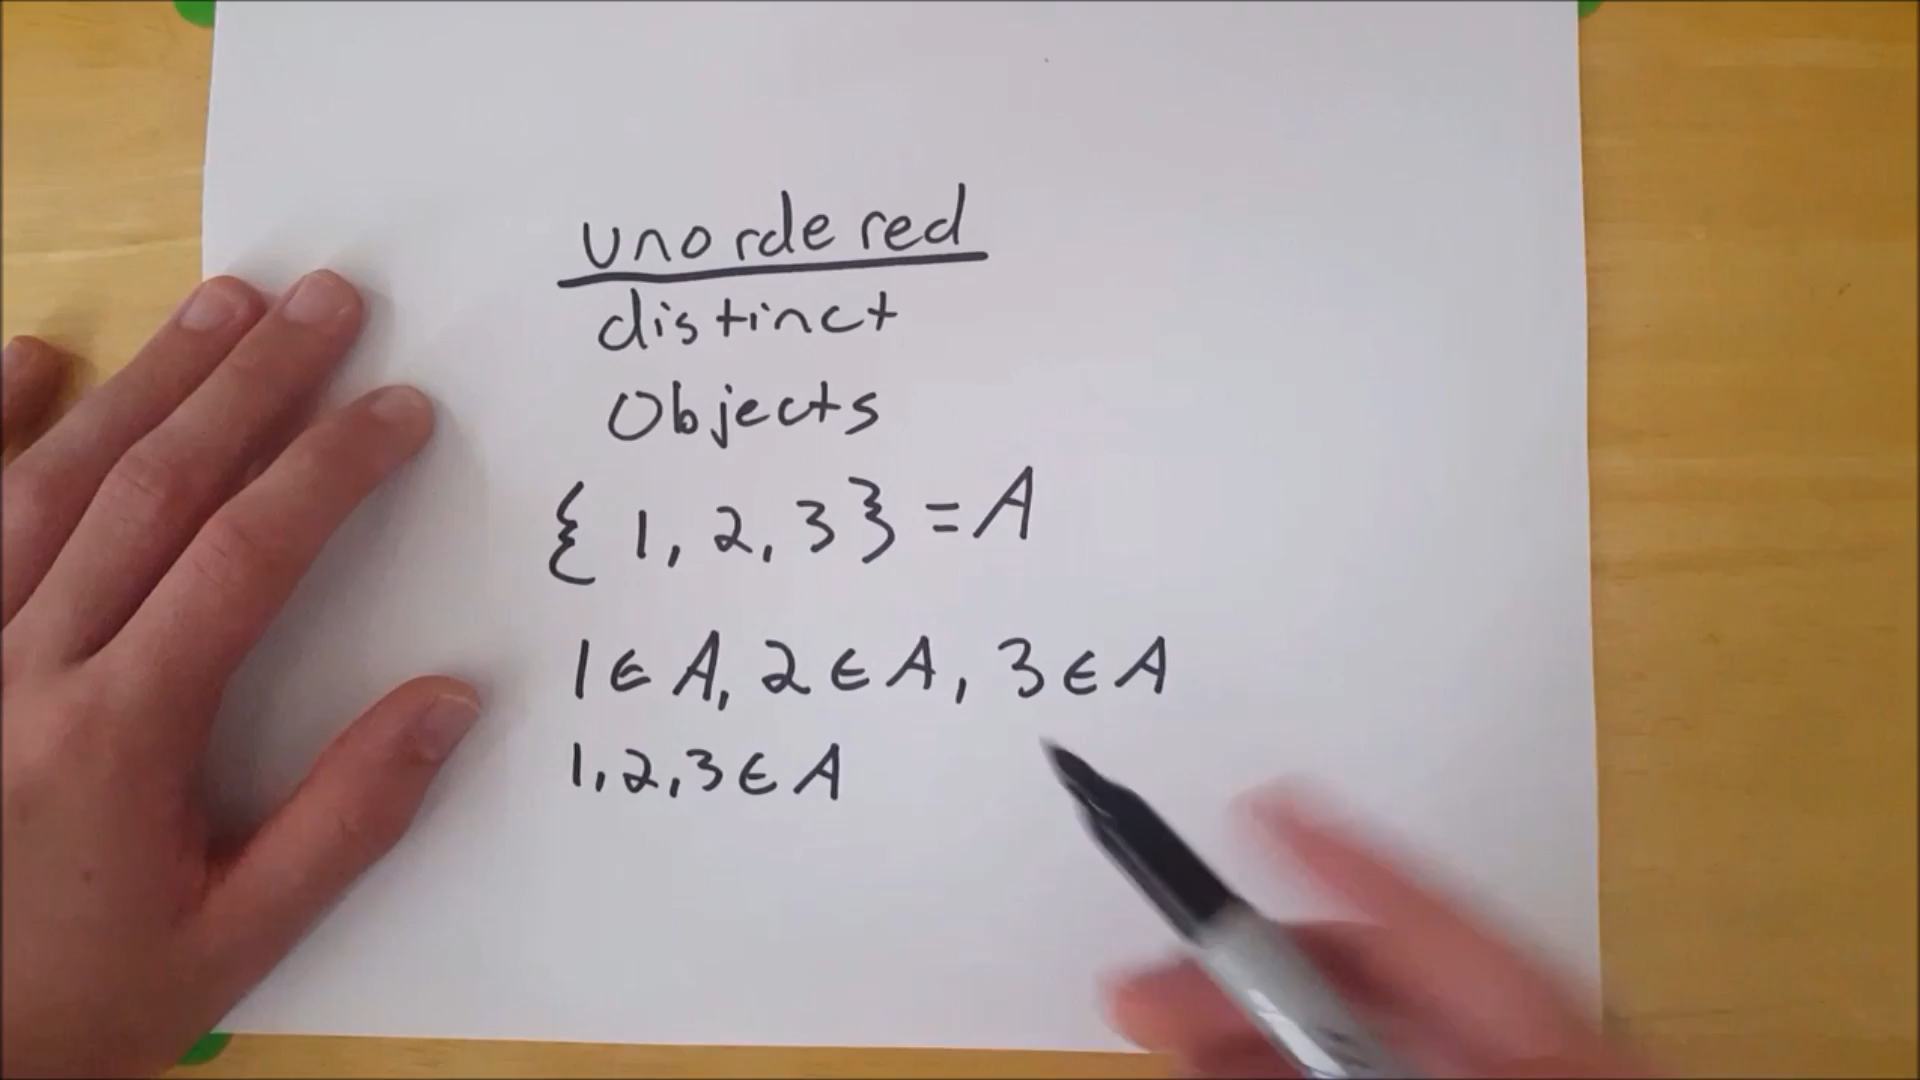 unordered
distinct
Objects
{ 1, 2, 3 } = A
1 ∈ A, 2 ∈ A, 3 ∈ A
1, 2, 3 ∈ A